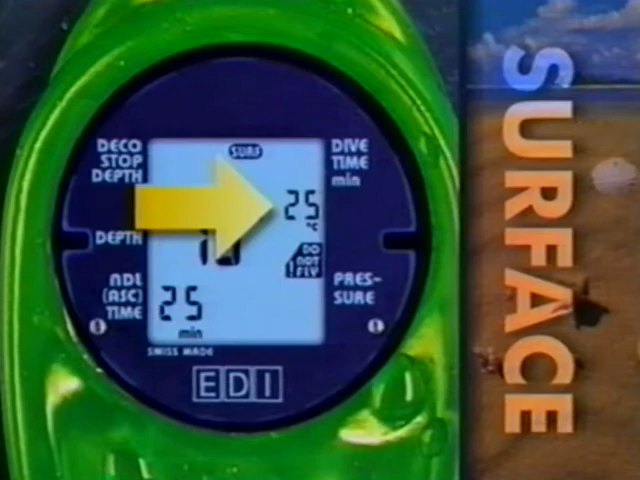 DECO
STOP
DEPTH
SURF
DIVE
TIME
min
25
°C
DEPTH
DO
NOT
FLY
!
NDL
(ASC)
TIME
25
min
PRES-
SURE
SWISS MADE
EDI
SURFACE